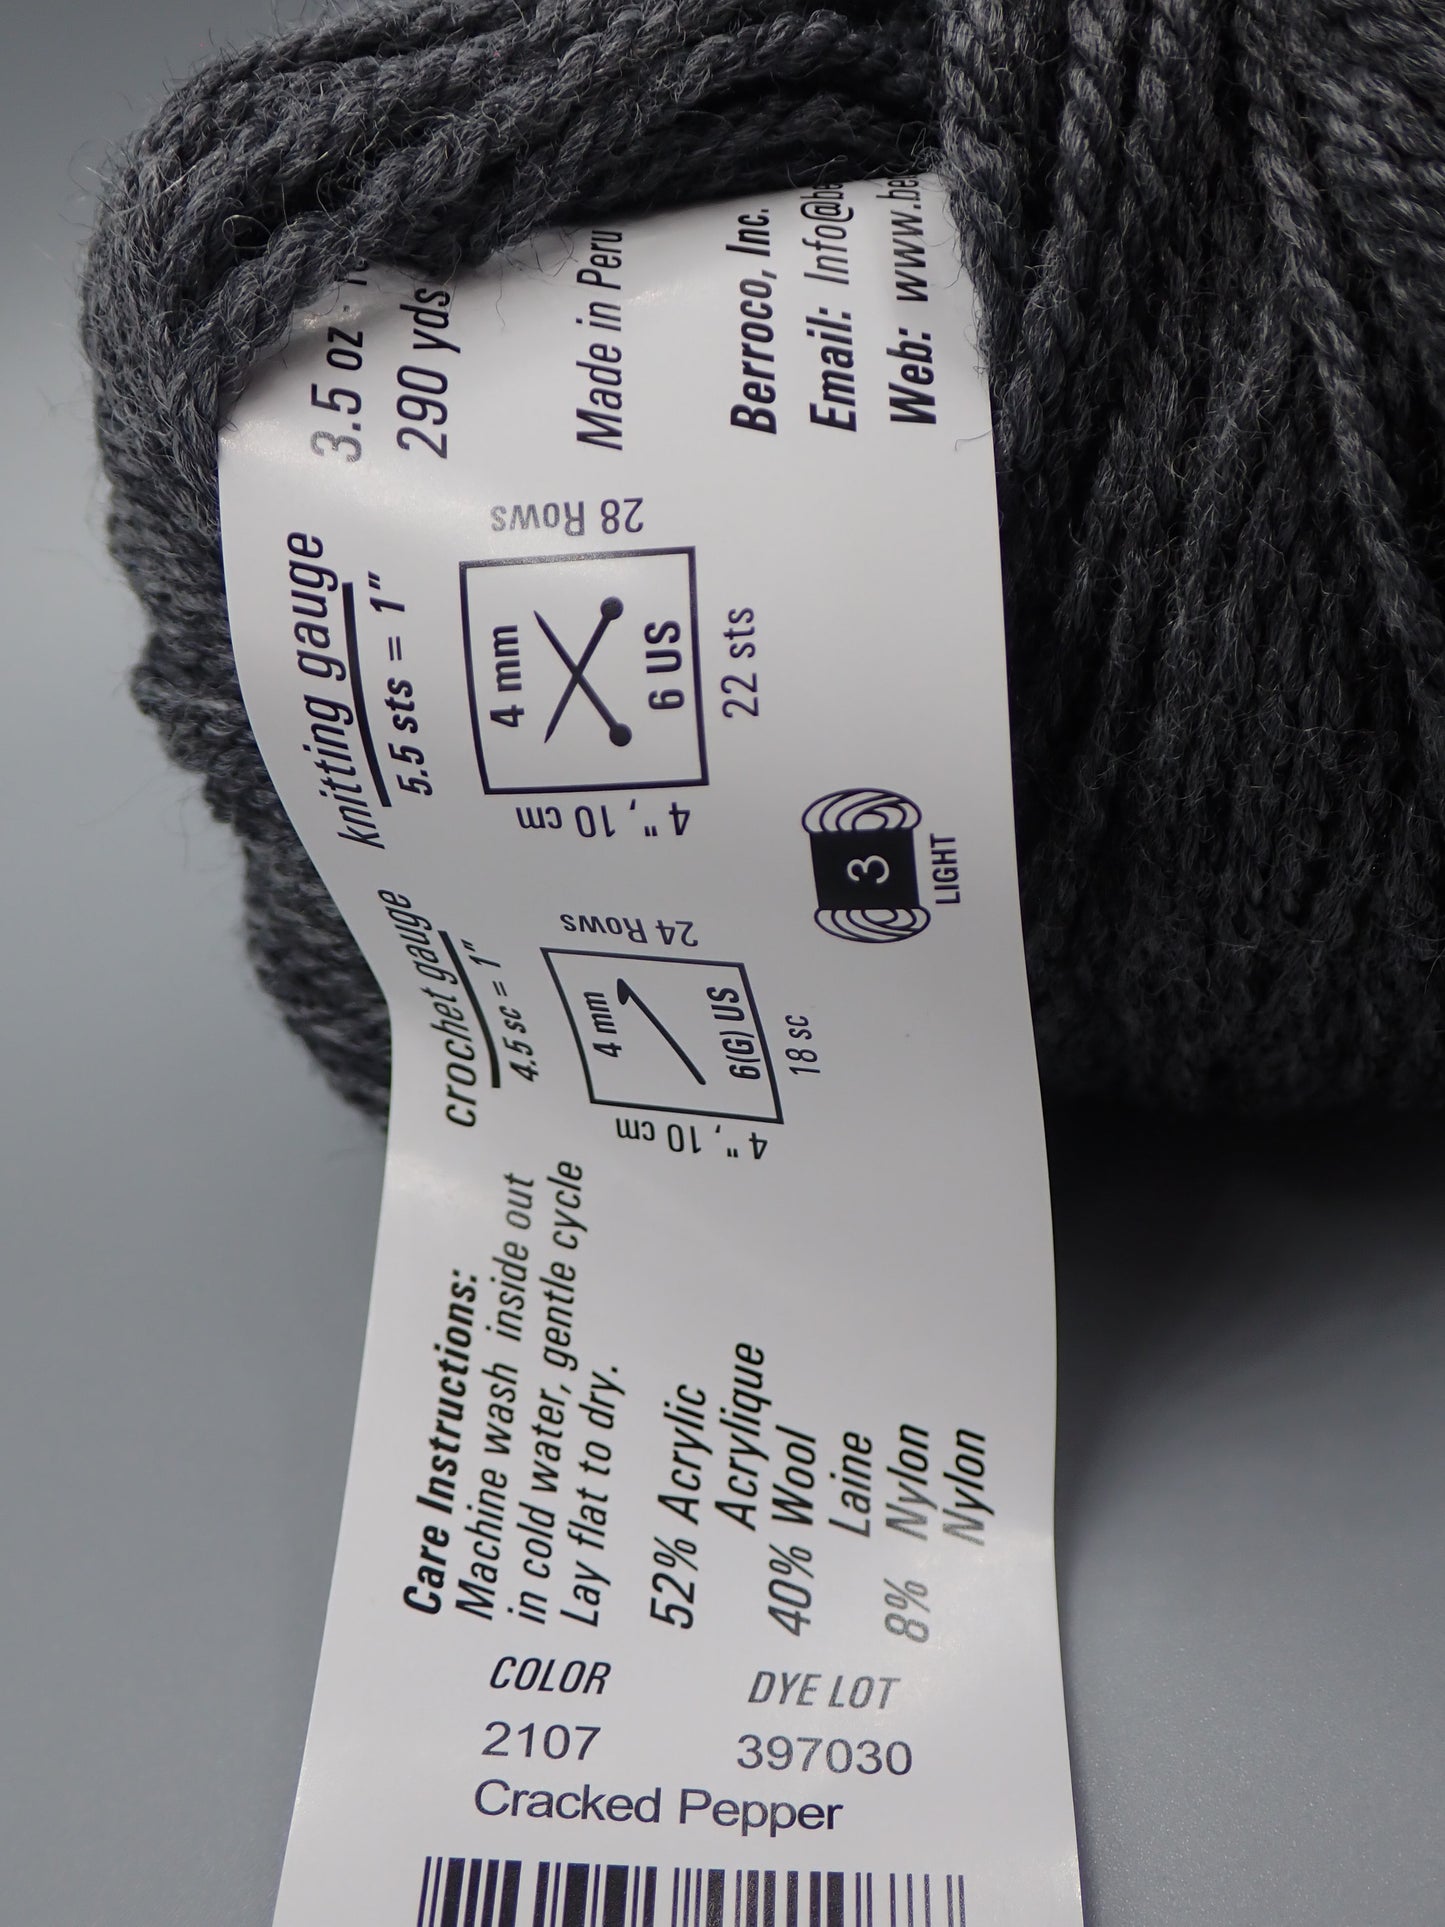 COLOR
2107
DYE LOT
397030
Cracked Pepper
Care Instructions:
Machine wash inside out
in cold water, gentle cycle
Lay flat to dry.
52% Acrylic
Acrylique
40% Wool
Laine
8% Nylon
Nylon
crochet gauge
4.5 sc = 1"
24 Rows
4 mm
6(G) US
4", 10 cm
18 sc
knitting gauge
5.5 sts = 1"
28 Rows
4 mm
6 US
4", 10 cm
22 sts
3
LIGHT
3.5 oz -
290 yds
Made in Peru
Berroco, Inc.
Email: Info@be
Web: www.be